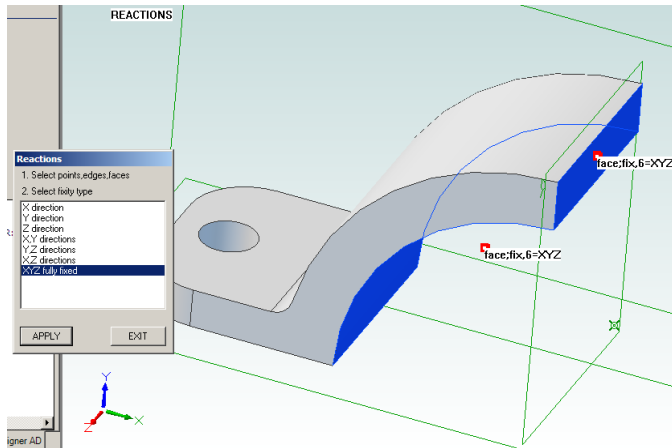 REACTIONS
Reactions
1. Select points,edges,faces
2. Select fixity type
X direction
Y direction
Z direction
X,Y directions
Y,Z directions
X,Z directions
XYZ fully fixed
APPLY
EXIT
face;fix,6=XYZ
face;fix,6=XYZ
Y
X
Z
R:
igner AD